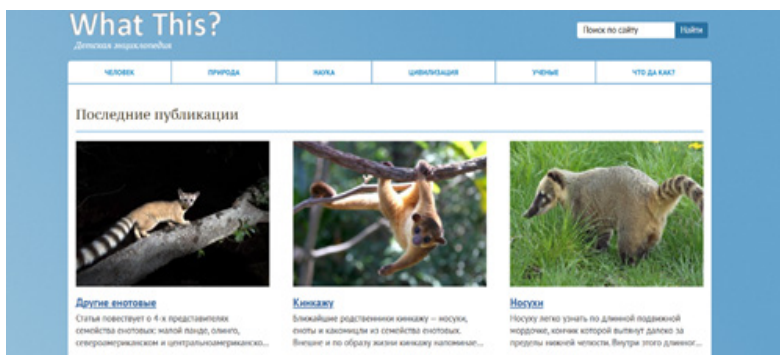 What This?
Детская энциклопедия
Поиск по сайту
Найти
ЧЕЛОВЕК
ПРИРОДА
НАУКА
ЦИВИЛИЗАЦИЯ
УЧЕНЫЕ
ЧТО ДА КАК?
Последние публикации
Другие енотовые
Статья повествует о 4-х представителях
семейства енотовых: малой панде, олинго,
североамериканском и центральноамериканско...
Кинкажу
Ближайшие родственники кинкажу — носухи,
еноты и какомицли из семейства енотовых.
Внешне и по образу жизни кинкажу напоминае...
Носухи
Носуху легко узнать по длинной подвижной
мордочке, кончик которой вытянут далеко за
пределы нижней челюсти. Внутри этого длинног...